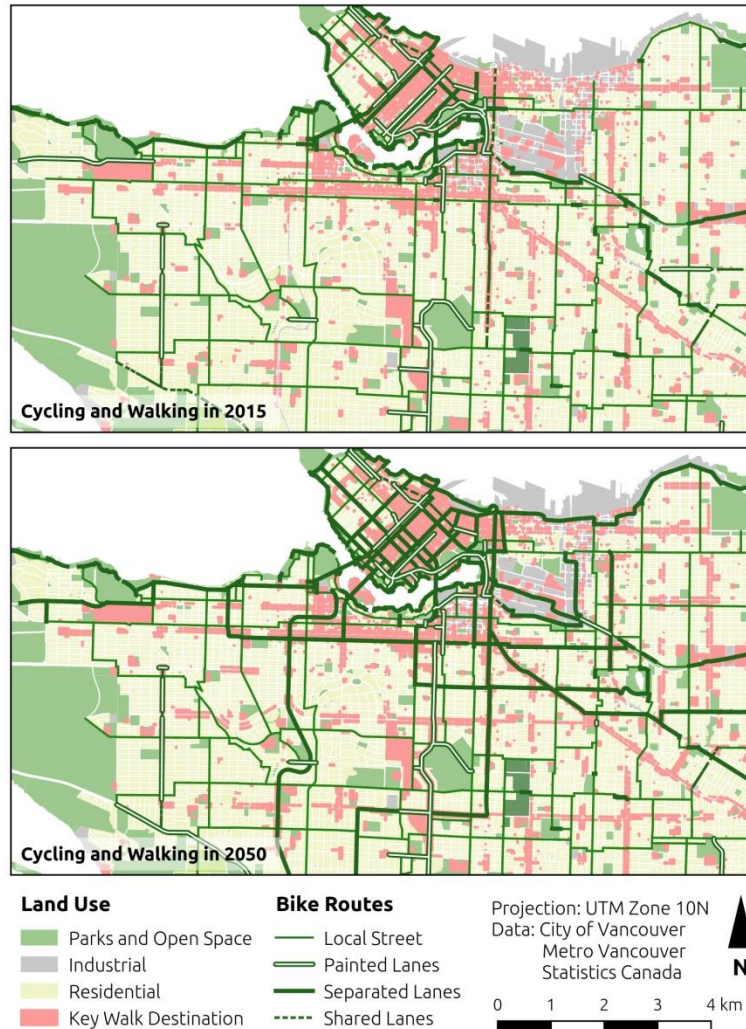 Cycling and Walking in 2015
Cycling and Walking in 2050
Land Use
Parks and Open Space
Industrial
Residential
Key Walk Destination
Bike Routes
Local Street
Painted Lanes
Separated Lanes
Shared Lanes
Projection: UTM Zone 10N
Data: City of Vancouver
Metro Vancouver
Statistics Canada
N
0 1 2 3 4 km